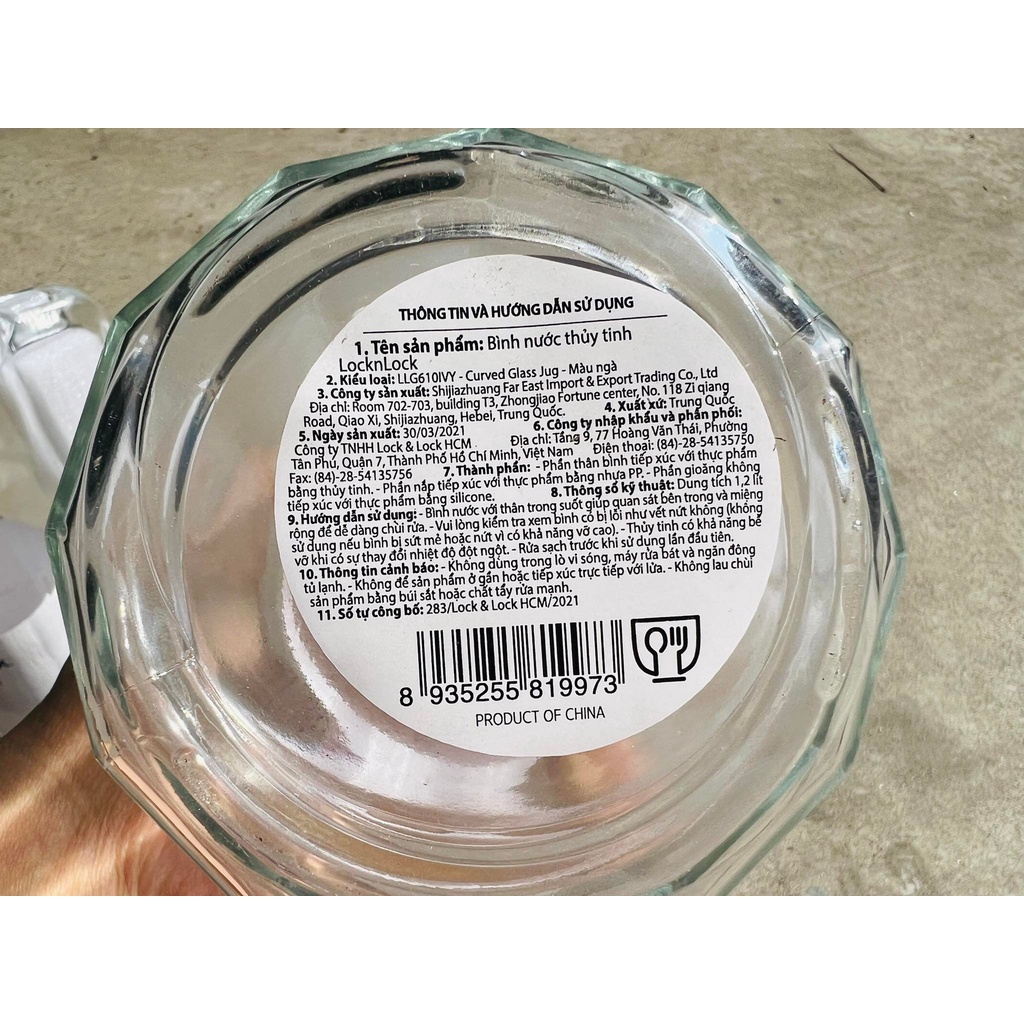 THÔNG TIN VÀ HƯỚNG DẪN SỬ DỤNG
1. Tên sản phẩm: Bình nước thủy tinh
LocknLock
2. Kiểu loại: LLG610IVY - Curved Glass Jug - Màu ngà
3. Công ty sản xuất: Shijiazhuang Far East Import & Export Trading Co., Ltd
Địa chỉ: Room 702-703, building T3, Zhongjiao Fortune center, No. 118 Zi qiang
Road, Qiao Xi, Shijiazhuang, Hebei, Trung Quốc. 4. Xuất xứ: Trung Quốc
5. Ngày sản xuất: 30/03/2021 6. Công ty nhập khẩu và phân phối:
Công ty TNHH Lock & Lock HCM Địa chỉ: Tầng 9, 77 Hoàng Văn Thái, Phường
Tân Phú, Quận 7, Thành Phố Hồ Chí Minh, Việt Nam Điện thoại: (84)-28-54135750
Fax: (84)-28-54135756 7. Thành phần: - Phần thân bình tiếp xúc với thực phẩm
bằng thủy tinh. - Phần nắp tiếp xúc với thực phẩm bằng nhựa PP. - Phần gioăng không
tiếp xúc với thực phẩm bằng silicone. 8. Thông số kỹ thuật: Dung tích 1,2 lít
9. Hướng dẫn sử dụng: - Bình nước với thân trong suốt giúp quan sát bên trong và miệng
rộng để dễ dàng chùi rửa. - Vui lòng kiểm tra xem bình có bị lỗi như vết nứt không (không
sử dụng nếu bình bị sứt mẻ hoặc nứt vì có khả năng vỡ cao). - Thủy tinh có khả năng bể
vỡ khi có sự thay đổi nhiệt độ đột ngột. - Rửa sạch trước khi sử dụng lần đầu tiên.
10. Thông tin cảnh báo: - Không dùng trong lò vi sóng, máy rửa bát và ngăn đông
tủ lạnh. - Không để sản phẩm ở gần hoặc tiếp xúc trực tiếp với lửa. - Không lau chùi
sản phẩm bằng búi sắt hoặc chất tẩy rửa mạnh.
11. Số tự công bố: 283/Lock & Lock HCM/2021
8 935255 819973
PRODUCT OF CHINA